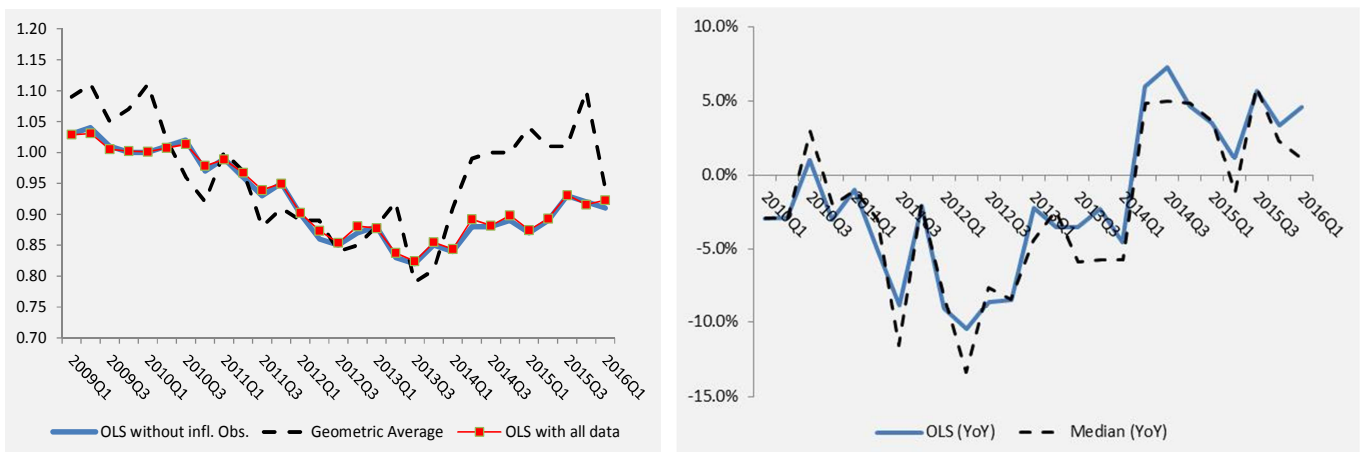 1.20
1.15
1.10
1.05
1.00
0.95
0.90
0.85
0.80
0.75
0.70
2009Q1
2009Q3
2010Q1
2010Q3
2011Q1
2011Q3
2012Q1
2012Q3
2013Q1
2013Q3
2014Q1
2014Q3
2015Q1
2015Q3
2016Q1
OLS without infl. Obs. Geometric Average OLS with all data
10.0%
5.0%
0.0%
-5.0%
-10.0%
-15.0%
2010Q1
2010Q3
2011Q1
2011Q3
2012Q1
2012Q3
2013Q1
2013Q3
2014Q1
2014Q3
2015Q1
2015Q3
2016Q1
OLS (YoY) Median (YoY)